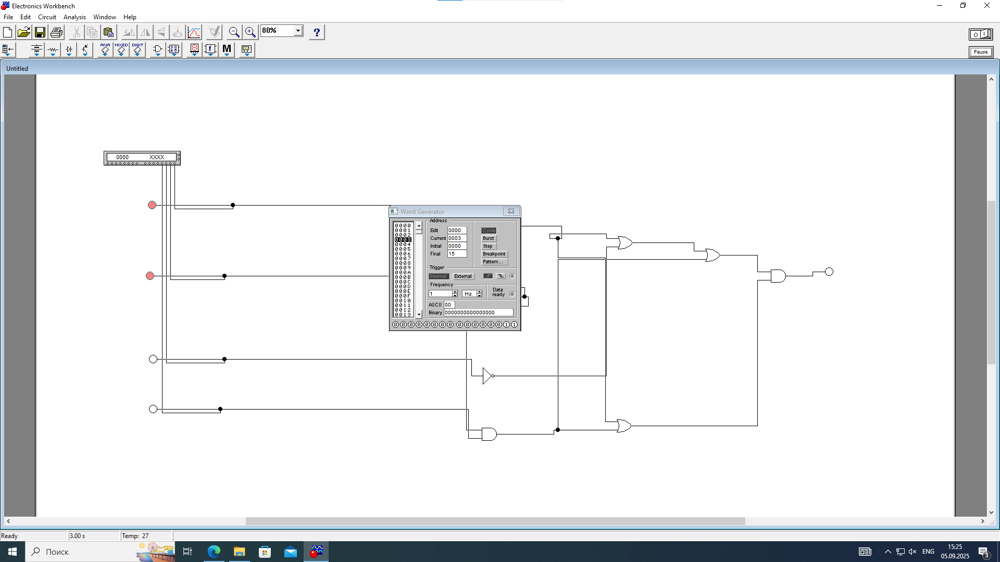 Electronics Workbench
File Edit Circuit Analysis Window Help
80%
?
ANA MIXED DIGIT
f M
Pause
Untitled
0000 XXXX
Word Generator
0000
0001
0002
0003
0004
0005
0006
0007
0008
0009
000A
000B
000C
000D
000E
000F
0010
0011
0012
0013
Address
Edit 0000
Current 0003
Initial 0000
Final 15
Cycle
Burst
Step
Breakpoint
Pattern...
Trigger
Internal External
Frequency
1 Hz
Data
ready
ASCII 00 .
Binary 0000000000000000
0 0 0 0 0 0 0 0 0 0 0 0 0 0 1 1
Ready 3.00 s Temp: 27
Поиск
ENG
15:25
05.09.2025
3